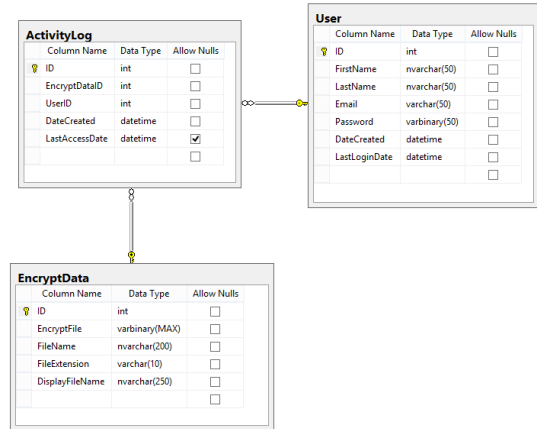 ActivityLog
Column Name Data Type Allow Nulls
ID int
EncryptDataID int
UserID int
DateCreated datetime
LastAccessDate datetime
User
Column Name Data Type Allow Nulls
ID int
FirstName nvarchar(50)
LastName nvarchar(50)
Email varchar(50)
Password varbinary(50)
DateCreated datetime
LastLoginDate datetime
EncryptData
Column Name Data Type Allow Nulls
ID int
EncryptFile varbinary(MAX)
FileName nvarchar(200)
FileExtension varchar(10)
DisplayFileName nvarchar(250)